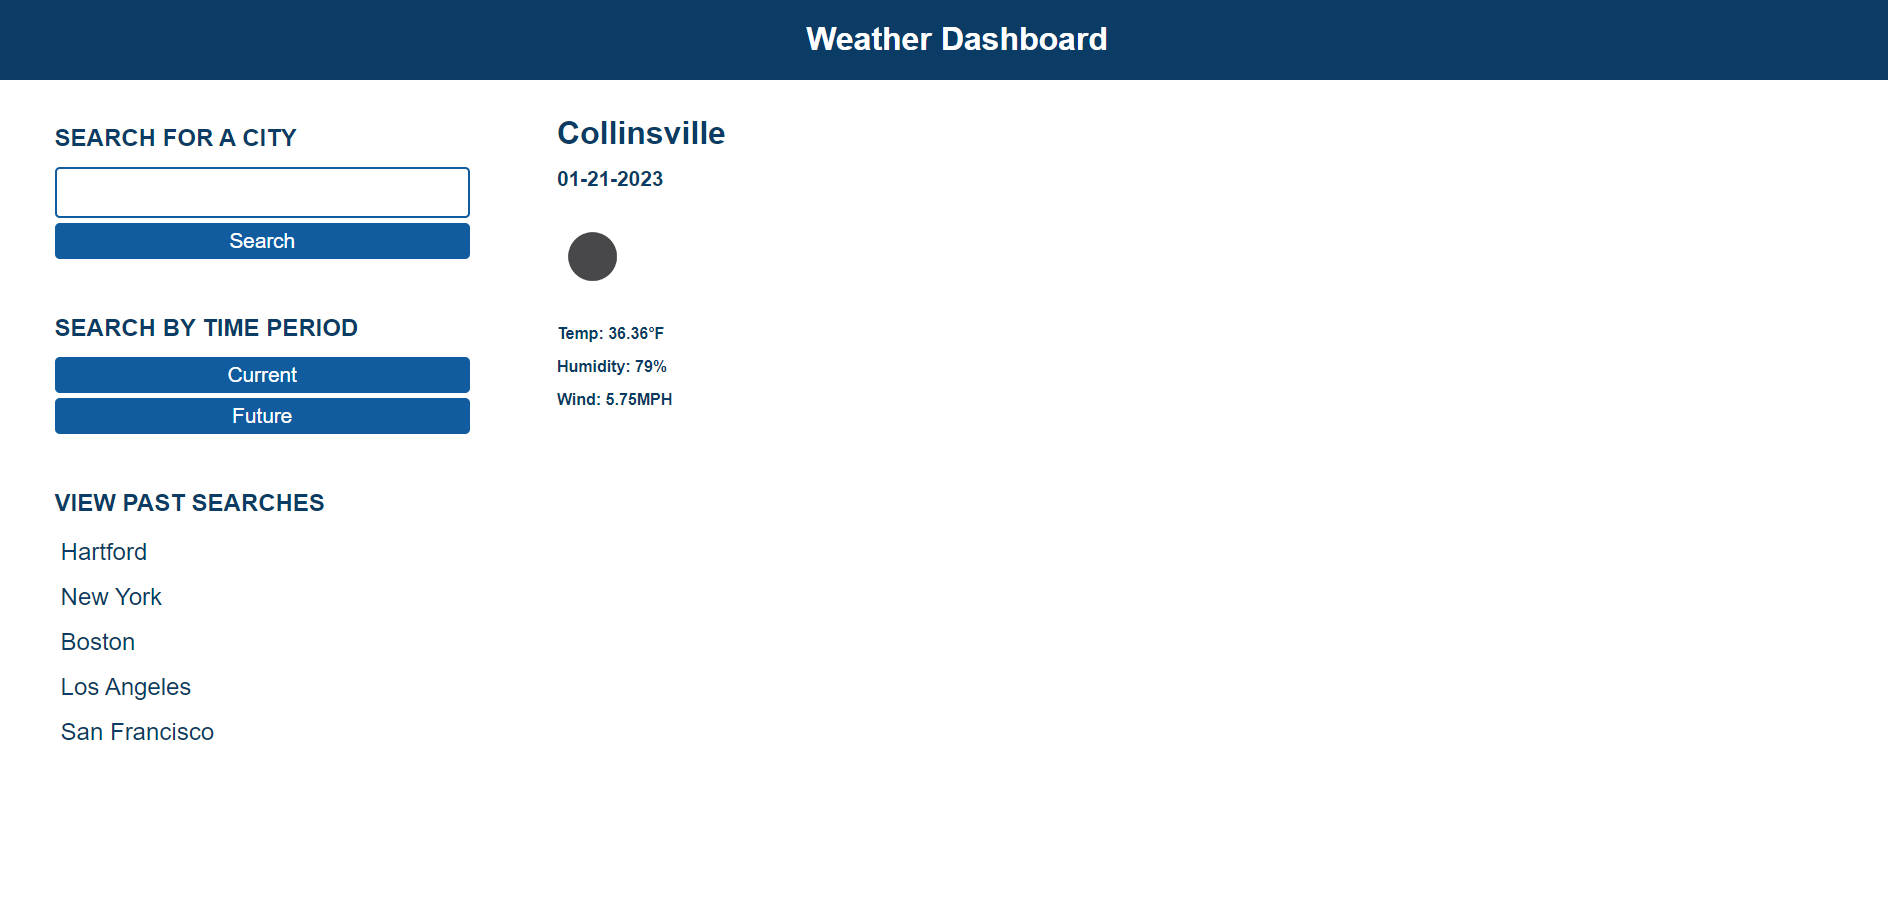 Weather Dashboard
SEARCH FOR A CITY
Search
SEARCH BY TIME PERIOD
Current
Future
VIEW PAST SEARCHES
Hartford
New York
Boston
Los Angeles
San Francisco
Collinsville
01-21-2023
Temp: 36.36°F
Humidity: 79%
Wind: 5.75MPH